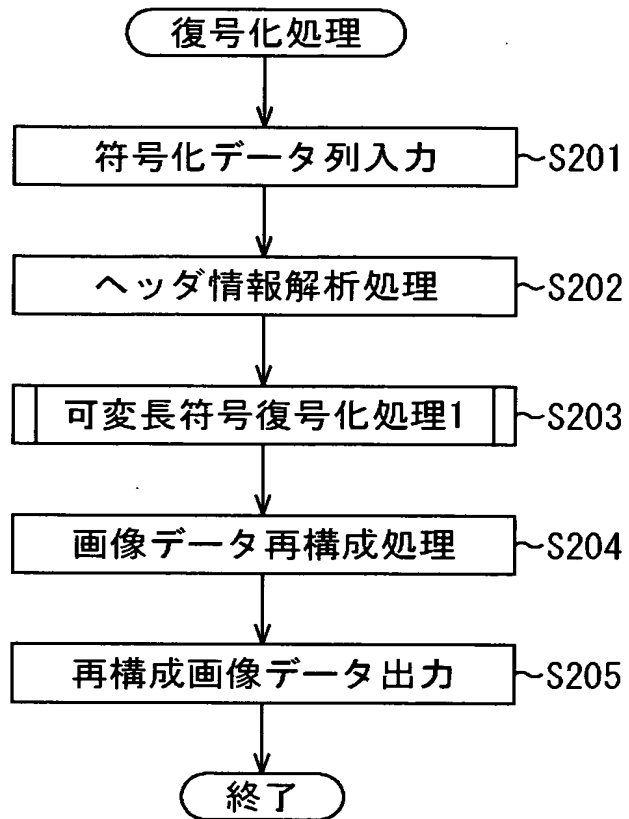 復号化処理
符号化データ列入力 ~S201
ヘッダ情報解析処理 ~S202
可変長符号復号化処理1 ~S203
画像データ再構成処理 ~S204
再構成画像データ出力 ~S205
終了